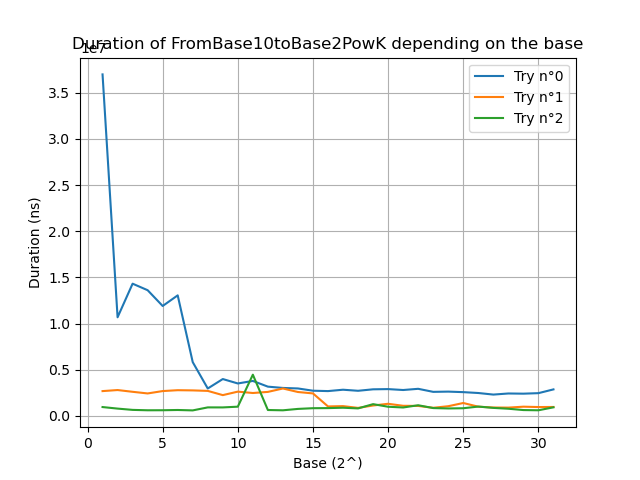 Duration of FromBase10toBase2PowK depending on the base
1e7
Try n°0
Try n°1
Try n°2
3.5
3.0
2.5
2.0
1.5
1.0
0.5
0.0
Duration (ns)
0 5 10 15 20 25 30
Base (2^)